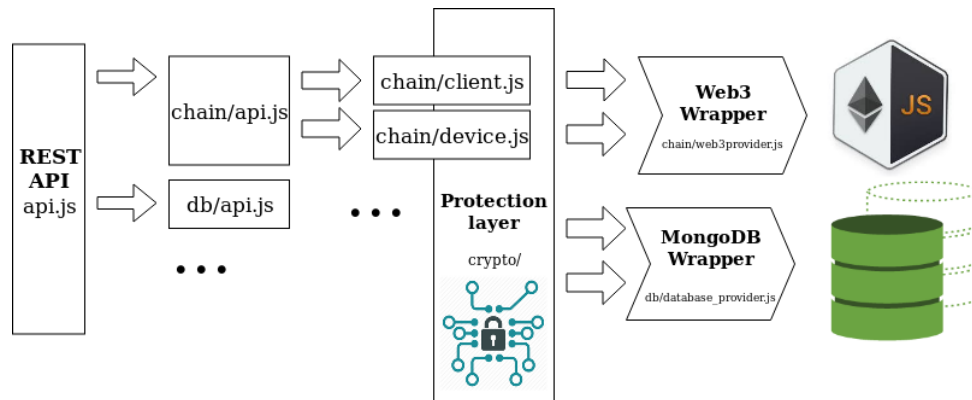 REST
API
api.js
chain/api.js
db/api.js
chain/client.js
chain/device.js
Protection
layer
crypto/
Web3
Wrapper
chain/web3provider.js
MongoDB
Wrapper
db/database_provider.js
JS